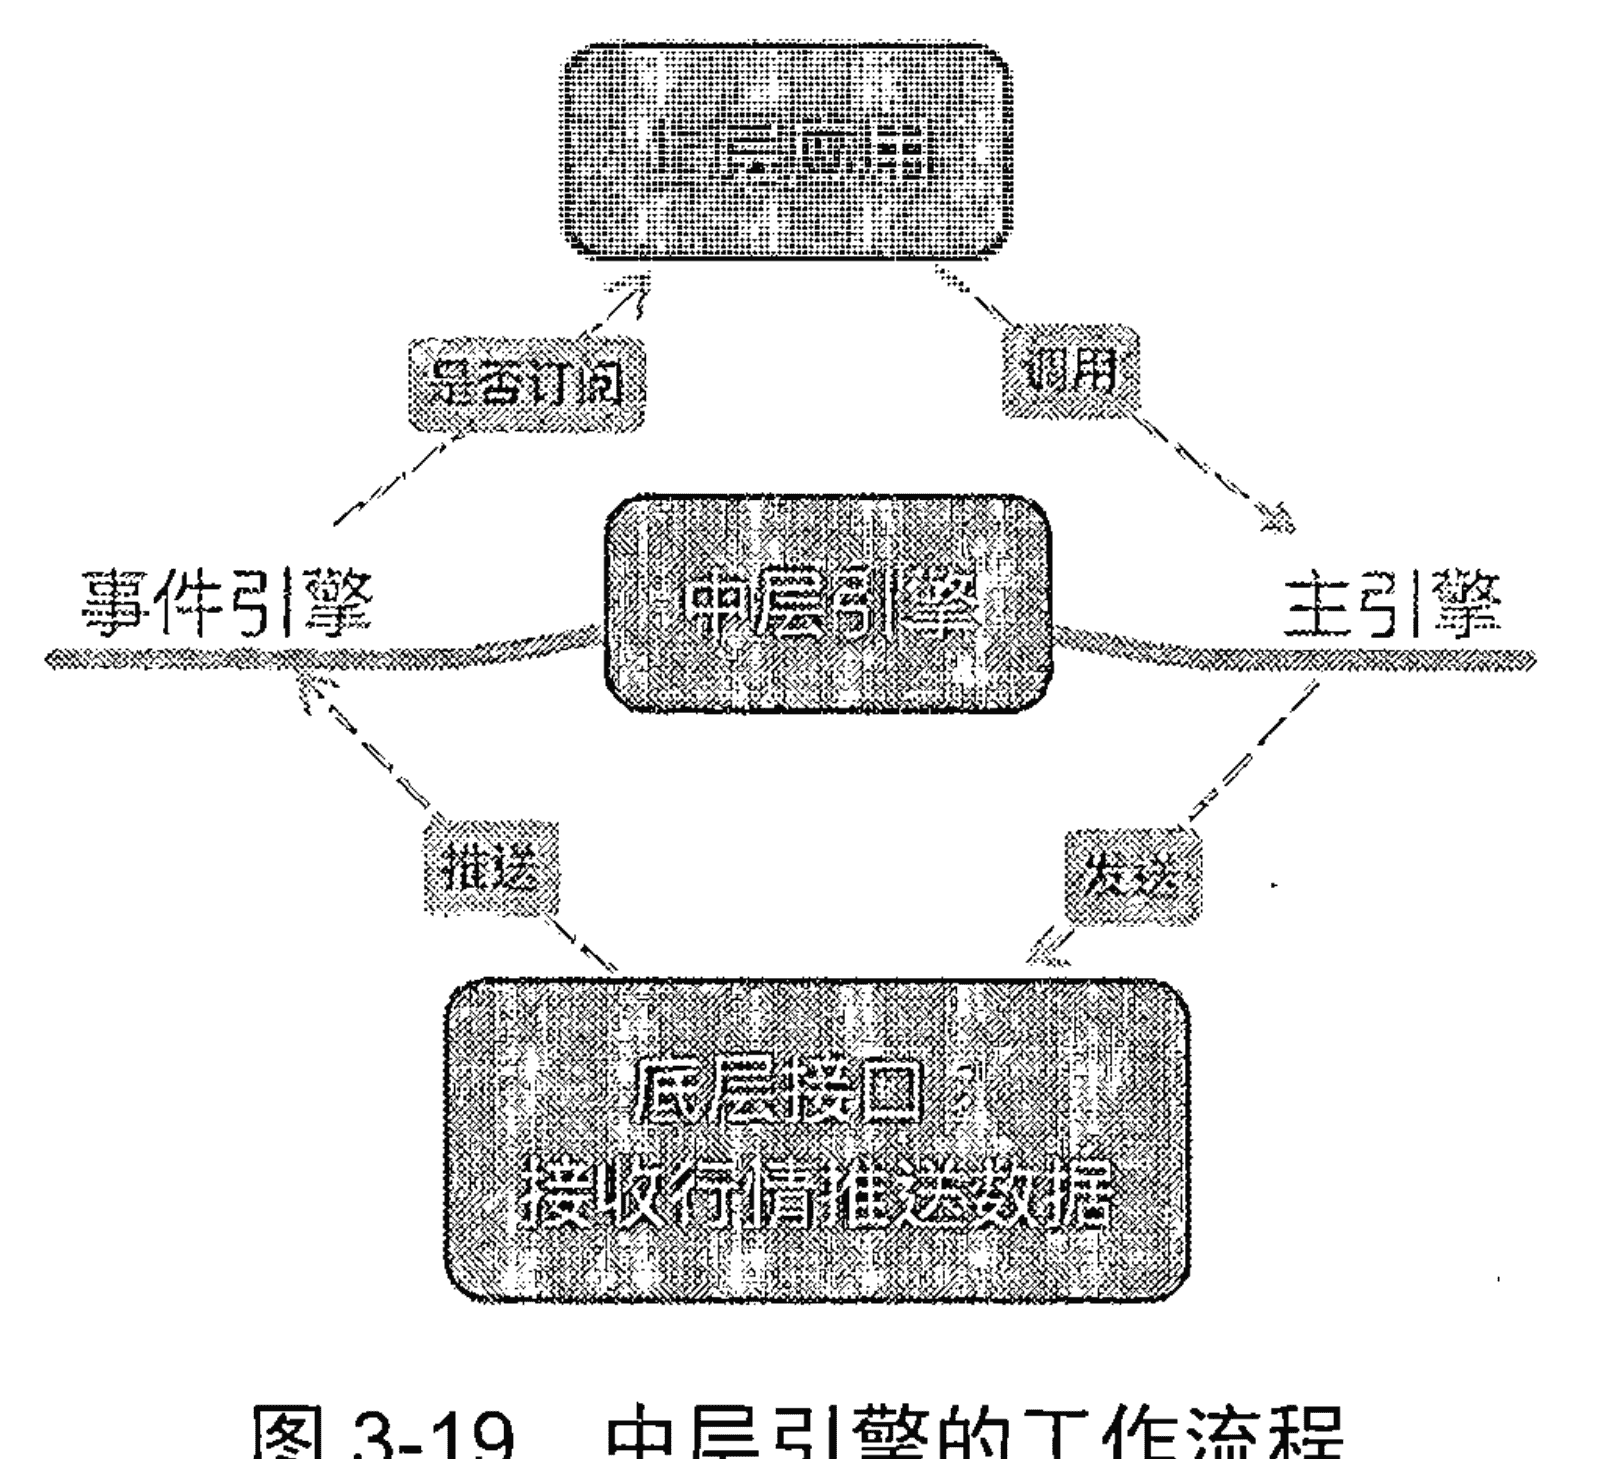 上层应用
是否订阅
调用
事件引擎
中层引擎
主引擎
推送
发送
底层接口
接收行情推送数据
图 3-19 中层引擎的工作流程